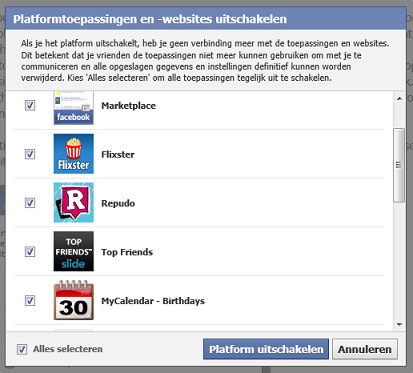 Platformtoepassingen en -websites uitschakelen
Als je het platform uitschakelt, heb je geen verbinding meer met de toepassingen en websites.
Dit betekent dat je vrienden de toepassingen niet meer kunnen gebruiken om met je te
communiceren en alle opgeslagen gegevens en instellingen definitief kunnen worden
verwijderd. Kies 'Alles selecteren' om alle toepassingen tegelijk uit te schakelen.
facebook
Marketplace
Flixster
Flixster
R
Repudo
TOP
FRIENDS™
slide
Top Friends
30
MyCalendar - Birthdays
Alles selecteren
Platform uitschakelen
Annuleren